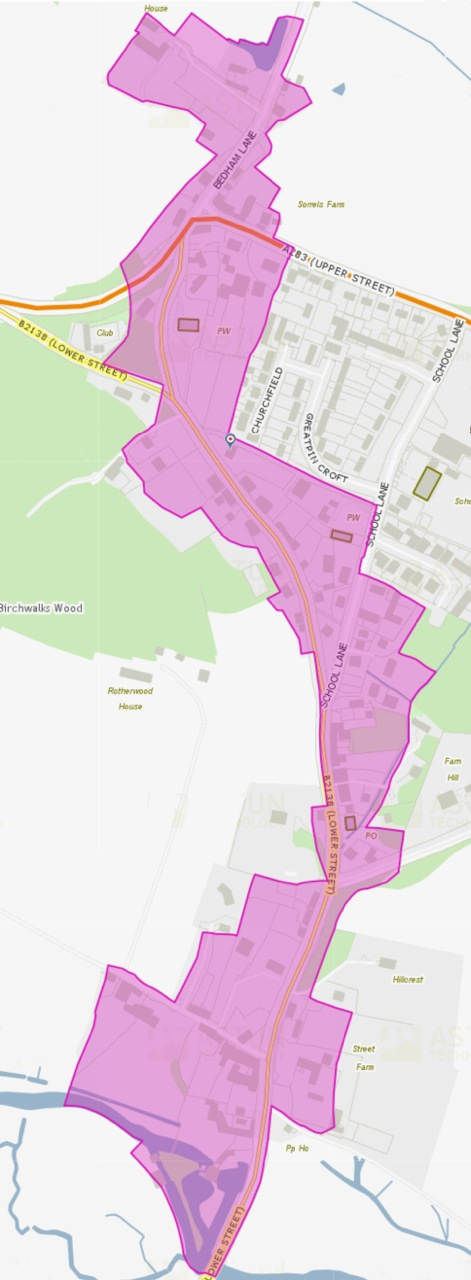 House
BEDHAM LANE
Sorrels Farm
A283 (UPPER STREET)
B2138 (LOWER STREET)
Club
PW
SCHOOL LANE
CHURCHFIELD
GREATPIN CROFT
PW
SCHOOL LANE
Birchwalks Wood
SCHOOL LANE
Rotherwood
House
Farn
Hill
B2138 (LOWER STREET)
PO
Hillcrest
Street
Farm
Pp Ho
LOWER STREET)